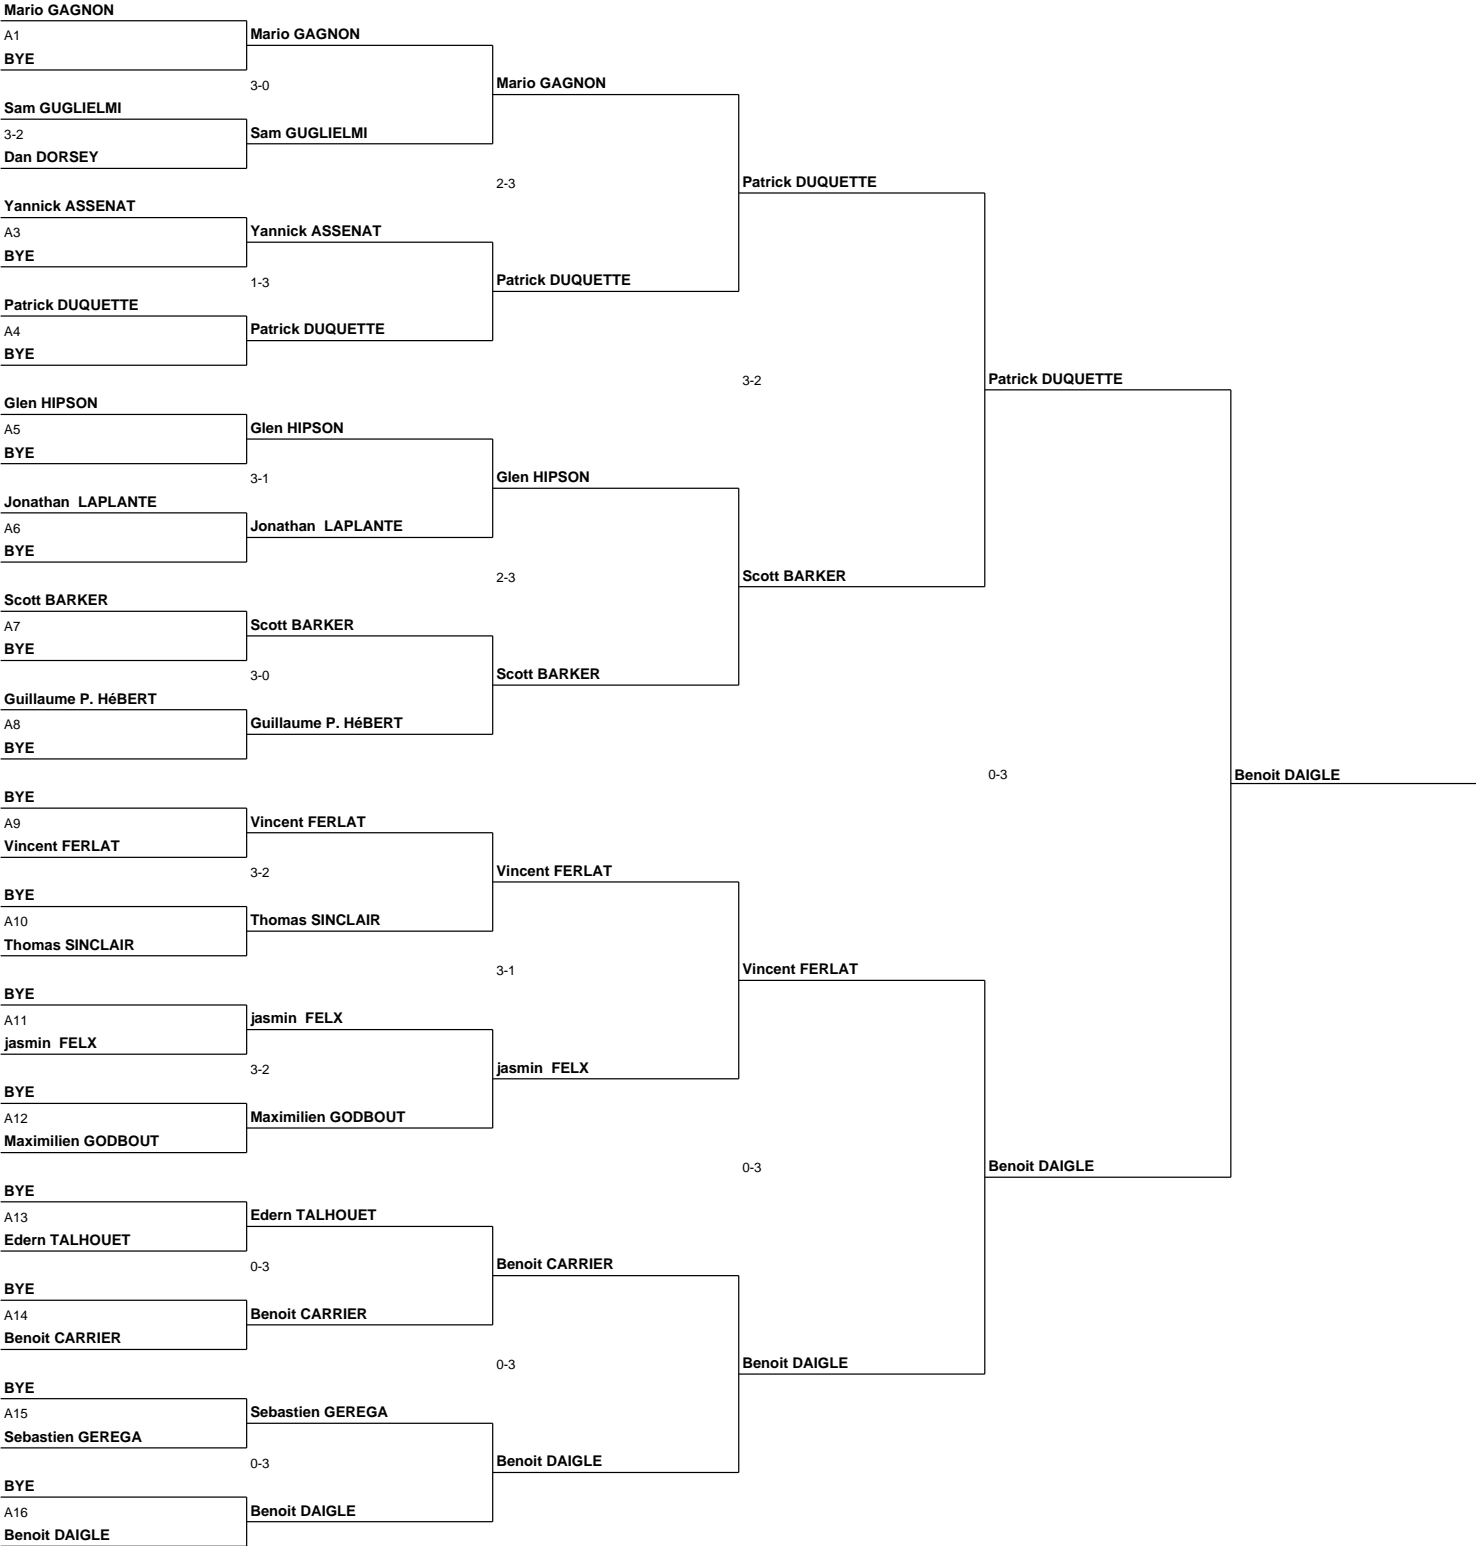 Mario GAGNON
A1
BYE
Sam GUGLIELMI
3-2
Dan DORSEY
Yannick ASSENAT
A3
BYE
Patrick DUQUETTE
A4
BYE
Glen HIPSON
A5
BYE
Jonathan  LAPLANTE
A6
BYE
Scott BARKER
A7
BYE
Guillaume P. HéBERT
A8
BYE
BYE
A9
Vincent FERLAT
BYE
A10
Thomas SINCLAIR
BYE
A11
jasmin  FELX
BYE
A12
Maximilien GODBOUT
BYE
A13
Edern TALHOUET
BYE
A14
Benoit CARRIER
BYE
A15
Sebastien GEREGA
BYE
A16
Benoit DAIGLE
Mario GAGNON
3-0
Sam GUGLIELMI
Yannick ASSENAT
1-3
Patrick DUQUETTE
Glen HIPSON
3-1
Jonathan  LAPLANTE
Scott BARKER
3-0
Guillaume P. HéBERT
Vincent FERLAT
3-2
Thomas SINCLAIR
jasmin  FELX
3-2
Maximilien GODBOUT
Edern TALHOUET
0-3
Benoit CARRIER
Sebastien GEREGA
0-3
Benoit DAIGLE
Mario GAGNON
2-3
Patrick DUQUETTE
Glen HIPSON
2-3
Scott BARKER
Vincent FERLAT
3-1
jasmin  FELX
Benoit CARRIER
0-3
Benoit DAIGLE
Patrick DUQUETTE
3-2
Scott BARKER
Vincent FERLAT
0-3
Benoit DAIGLE
Patrick DUQUETTE
0-3
Benoit DAIGLE
Benoit DAIGLE